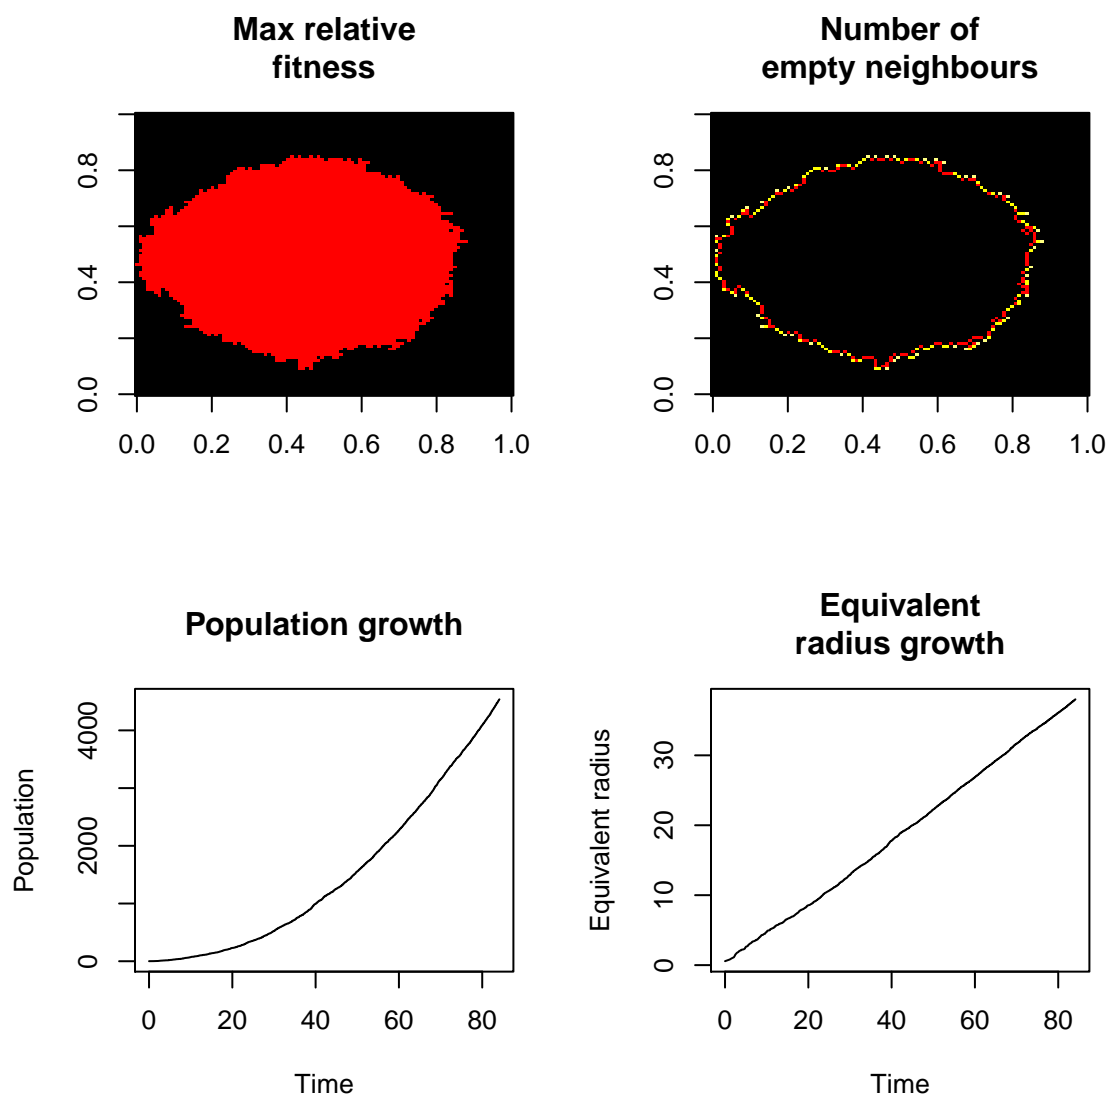 Max relative
fitness
0.0 0.4 0.8
0.0 0.2 0.4 0.6 0.8 1.0
Number of
empty neighbours
0.0 0.4 0.8
0.0 0.2 0.4 0.6 0.8 1.0
Population growth
Population
0 2000 4000
0 20 40 60 80
Time
Equivalent
radius growth
Equivalent radius
0 10 20 30
0 20 40 60 80
Time